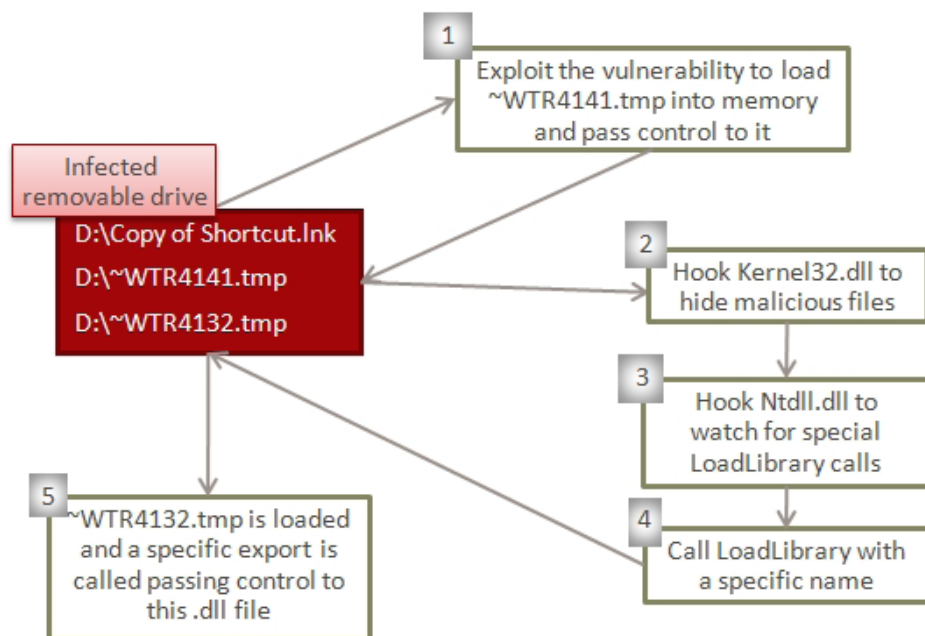 1
Exploit the vulnerability to load
~WTR4141.tmp into memory
and pass control to it
Infected
removable drive
D:\Copy of Shortcut.lnk
D:\~WTR4141.tmp
D:\~WTR4132.tmp
2
Hook Kernel32.dll to
hide malicious files
3
Hook Ntdll.dll to
watch for special
LoadLibrary calls
4
Call LoadLibrary with
a specific name
5
~WTR4132.tmp is loaded
and a specific export is
called passing control to
this .dll file